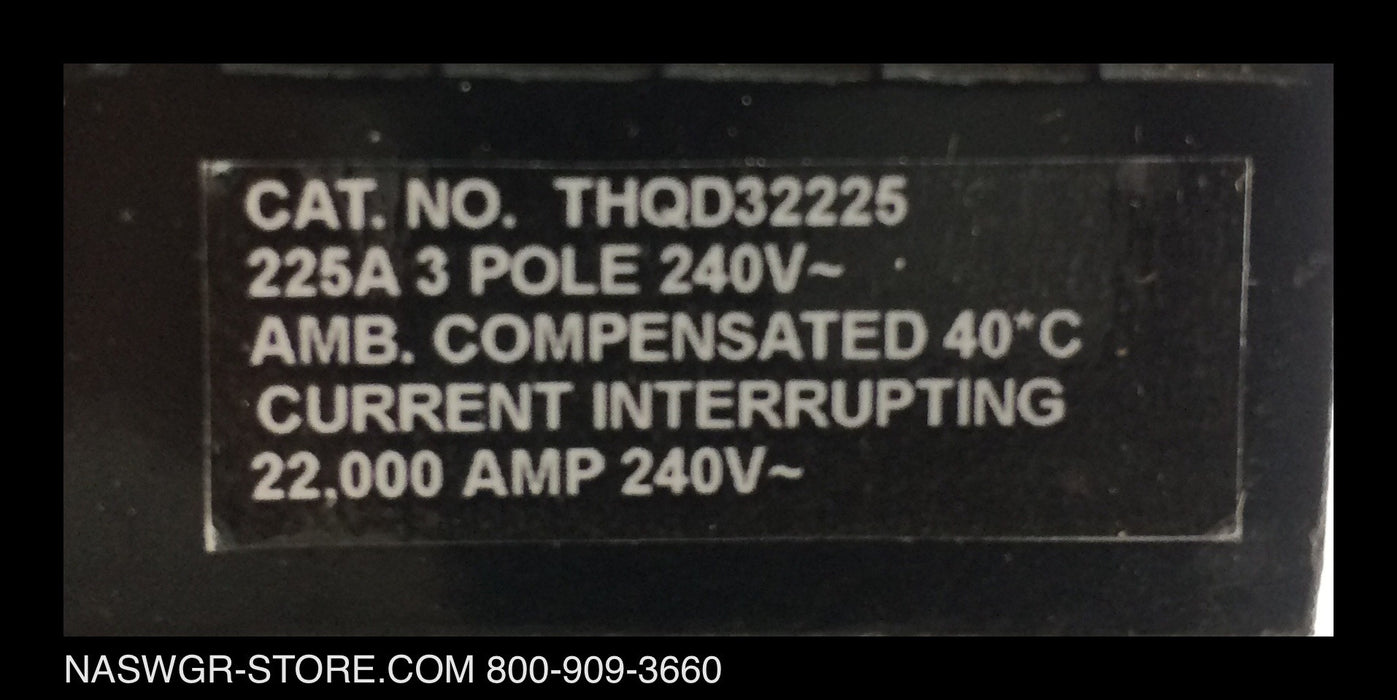 CAT. NO. THQD32225
225A 3 POLE 240V~
AMB. COMPENSATED 40*C
CURRENT INTERRUPTING
22,000 AMP 240V~
NASWGR-STORE.COM 800-909-3660